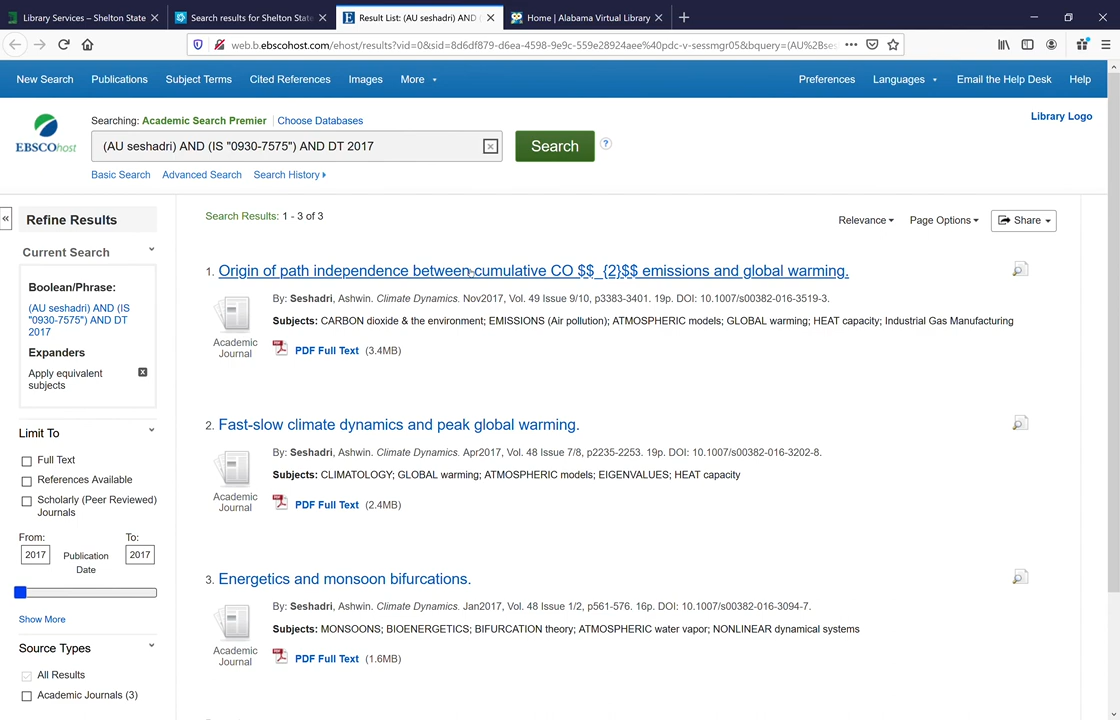 Library Services – Shelton State
Search results for Shelton State
Result List: (AU seshadri) AND (
Home | Alabama Virtual Library
web.b.ebscohost.com/ehost/results?vid=0&sid=8d6df879-d6ea-4598-9e9c-559e28924aee%40pdc-v-sessmgr05&bquery=(AU%2Bses
New Search Publications Subject Terms Cited References Images More Preferences Languages Email the Help Desk Help
Library Logo
EBSCOhost
Searching: Academic Search Premier Choose Databases
(AU seshadri) AND (IS "0930-7575") AND DT 2017
Search
?
Basic Search Advanced Search Search History
«
Refine Results
Current Search
Boolean/Phrase:
(AU seshadri) AND (IS
"0930-7575") AND DT
2017
Expanders
Apply equivalent
subjects
x
Limit To
Full Text
References Available
Scholarly (Peer Reviewed)
Journals
From: To:
2017 Publication 2017
Date
Show More
Source Types
All Results
Academic Journals (3)
Search Results: 1 - 3 of 3
Relevance Page Options Share
1. Origin of path independence between cumulative CO $$_{2}$$ emissions and global warming.
By: Seshadri, Ashwin. Climate Dynamics. Nov2017, Vol. 49 Issue 9/10, p3383-3401. 19p. DOI: 10.1007/s00382-016-3519-3.
Subjects: CARBON dioxide & the environment; EMISSIONS (Air pollution); ATMOSPHERIC models; GLOBAL warming; HEAT capacity; Industrial Gas Manufacturing
Academic
Journal
PDF Full Text (3.4MB)
2. Fast-slow climate dynamics and peak global warming.
By: Seshadri, Ashwin. Climate Dynamics. Apr2017, Vol. 48 Issue 7/8, p2235-2253. 19p. DOI: 10.1007/s00382-016-3202-8.
Subjects: CLIMATOLOGY; GLOBAL warming; ATMOSPHERIC models; EIGENVALUES; HEAT capacity
Academic
Journal
PDF Full Text (2.4MB)
3. Energetics and monsoon bifurcations.
By: Seshadri, Ashwin. Climate Dynamics. Jan2017, Vol. 48 Issue 1/2, p561-576. 16p. DOI: 10.1007/s00382-016-3094-7.
Subjects: MONSOONS; BIOENERGETICS; BIFURCATION theory; ATMOSPHERIC water vapor; NONLINEAR dynamical systems
Academic
Journal
PDF Full Text (1.6MB)